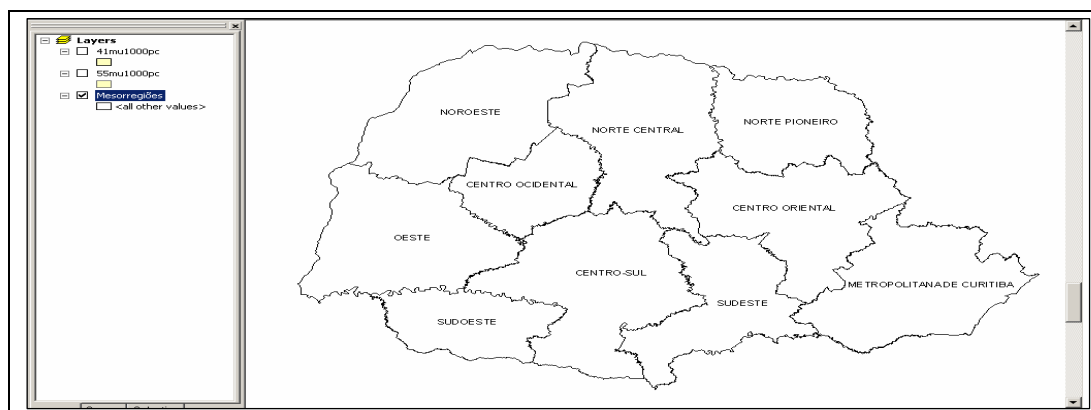 Layers
41mu1000pc
55mu1000pc
Mesorregiões
<all other values>
NOROESTE
NORTE CENTRAL
NORTE PIONEIRO
CENTRO OCIDENTAL
CENTRO ORIENTAL
OESTE
CENTRO-SUL
METROPOLITANA DE CURITIBA
SUDESTE
SUDOESTE